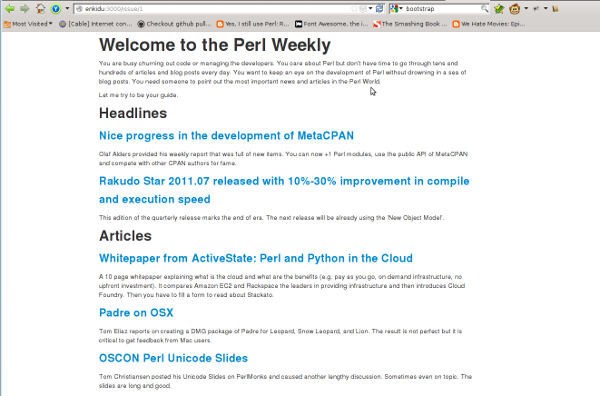 enkidu:3000/issue/1
bootstrap
Most Visited
[Cable] Internet con...
Checkout github pull...
Yes, I still use Perl: R...
Font Awesome, the i...
The Smashing Book ...
We Hate Movies: Epi...
Welcome to the Perl Weekly
You are busy churning out code or managing the developers. You care about Perl but don't have time to go through tens and
hundreds of articles and blog posts every day. You want to keep an eye on the development of Perl without drowning in a sea of
blog posts. You need someone to point out the most important news and articles in the Perl World.
Let me try to be your guide.
Headlines
Nice progress in the development of MetaCPAN
Olaf Alders provided his weekly report that was full of new items. You can now +1 Perl modules, use the public API of MetaCPAN
and compete with other CPAN authors for fame.
Rakudo Star 2011.07 released with 10%-30% improvement in compile
and execution speed
This edition of the quarterly release marks the end of era. The next release will be already using the 'New Object Model'.
Articles
Whitepaper from ActiveState: Perl and Python in the Cloud
A 10 page whitepaper explaining what is the cloud and what are the benefits (e.g. pay as you go, on demand infrastructure, no
upfront investment). It compares Amazon EC2 and Rackspace the leaders in providing infrastructure and then introduces Cloud
Foundry. Then you have to fill a form to read about Stackato.
Padre on OSX
Tom Eliaz reports on creating a DMG package of Padre for Leopard, Snow Leopard, and Lion. The result is not perfect but it is
critical to get feedback from Mac users.
OSCON Perl Unicode Slides
Tom Christiansen posted his Unicode Slides on PerlMonks and caused another lengthy discussion. Sometimes even on topic. The
slides are long and good.